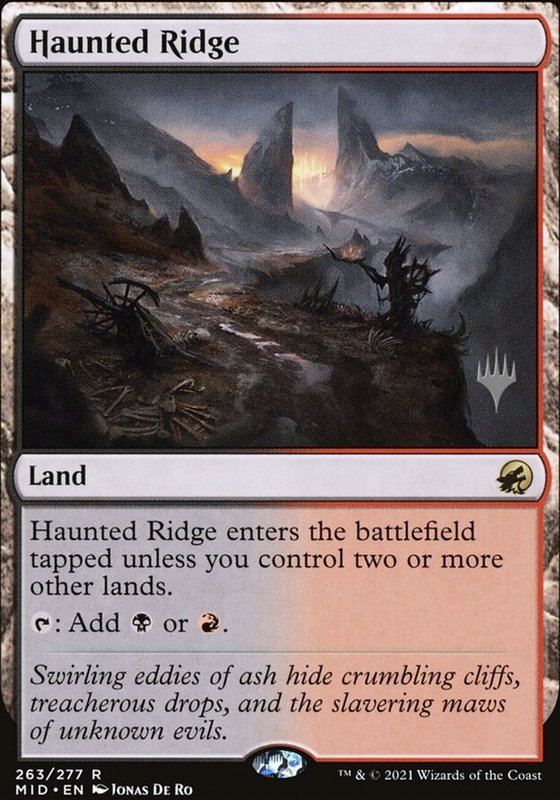 Haunted Ridge
Land
Haunted Ridge enters the battlefield
tapped unless you control two or more
other lands.
: Add or .
Swirling eddies of ash hide crumbling cliffs,
treacherous drops, and the slavering maws
of unknown evils.
263/277 R
MID • EN Jonas De Ro
™ & © 2021 Wizards of the Coast